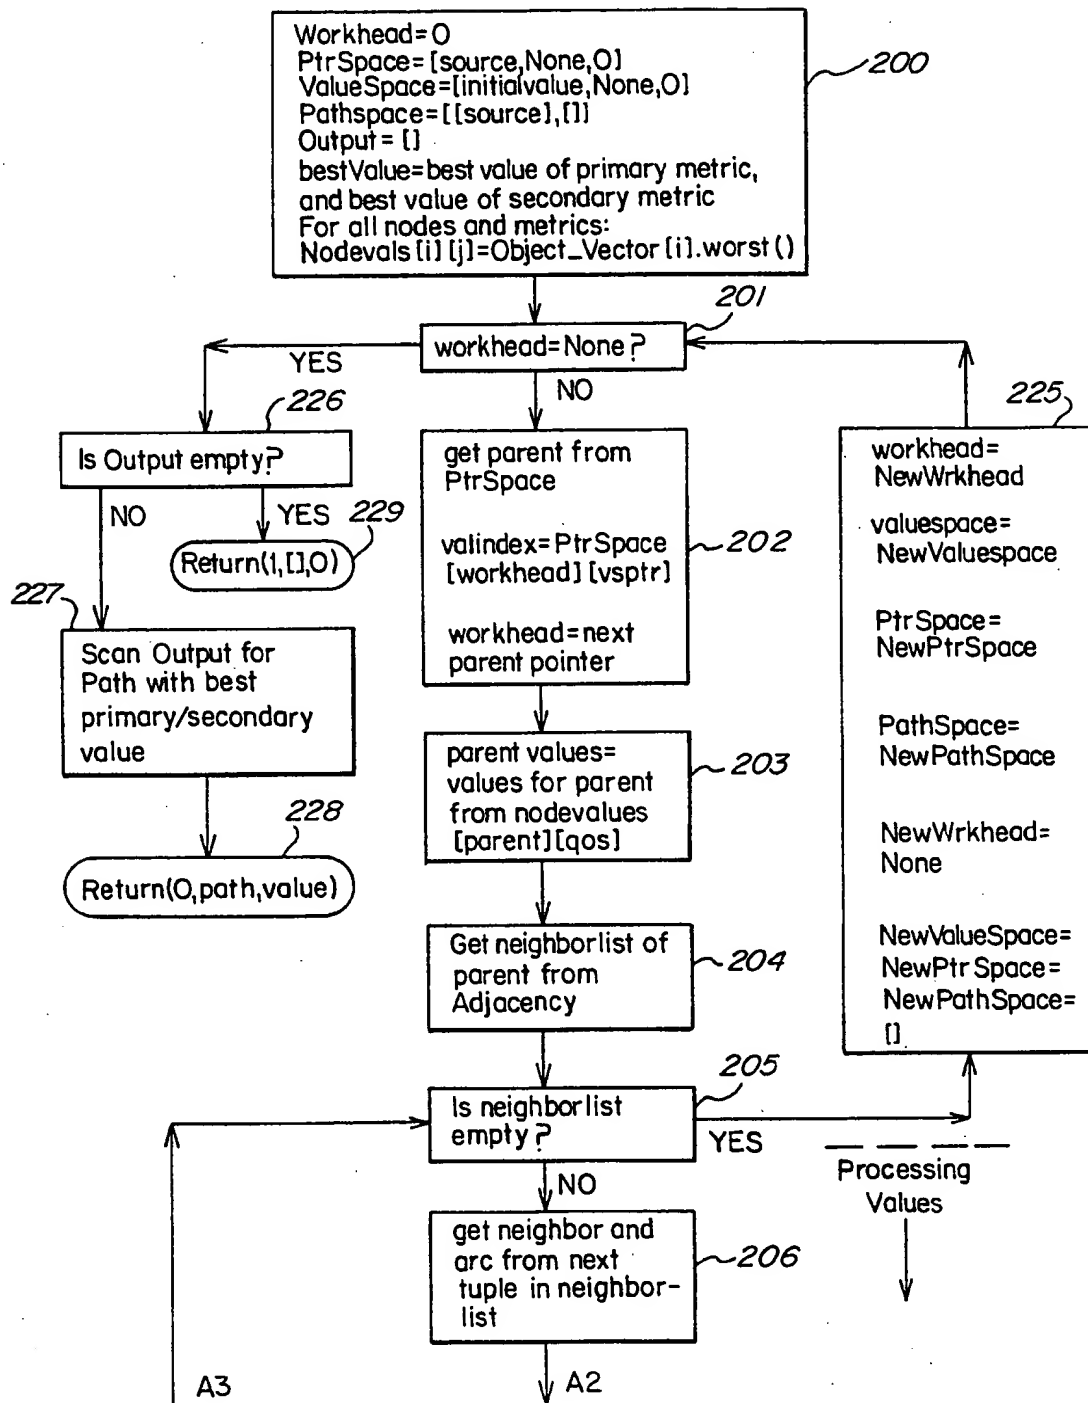 Workhead=0
PtrSpace=[source,None,0]
ValueSpace=[initialvalue,None,0]
Pathspace=[[source],[]]
Output=[]
bestValue=best value of primary metric,
and best value of secondary metric
For all nodes and metrics:
Nodevals[i][j]=Object_Vector[i].worst()
200
201
workhead=None?
YES
NO
226
Is Output empty?
NO
YES
229
Return(1,[],0)
227
Scan Output for
Path with best
primary/secondary
value
228
Return(0,path,value)
get parent from
PtrSpace
valindex=PtrSpace
[workhead][vsptr]
workhead=next
parent pointer
202
parent values=
values for parent
from nodevalues
[parent][qos]
203
Get neighborlist of
parent from
Adjacency
204
205
Is neighborlist
empty?
YES
NO
get neighbor and
arc from next
tuple in neighbor-
list
206
225
workhead=
NewWrkhead
valuespace=
NewValuespace
PtrSpace=
NewPtrSpace
PathSpace=
NewPathSpace
NewWrkhead=
None
NewValueSpace=
NewPtrSpace=
NewPathSpace=
[]
Processing
Values
A3
A2